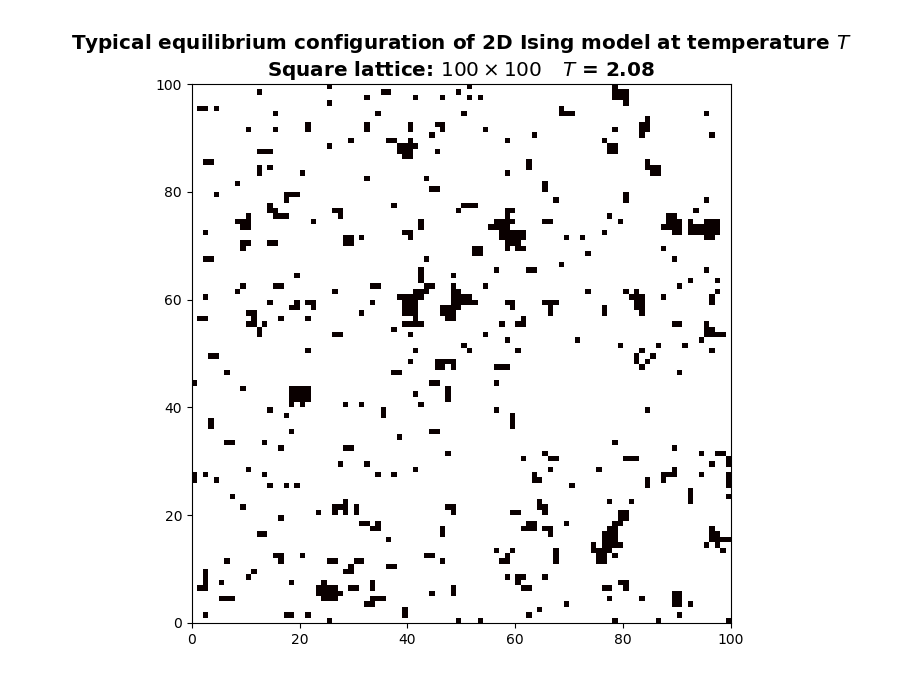 Typical equilibrium configuration of 2D Ising model at temperature T
Square lattice: 100 × 100 T = 2.08
100
80
60
40
20
0
0 20 40 60 80 100